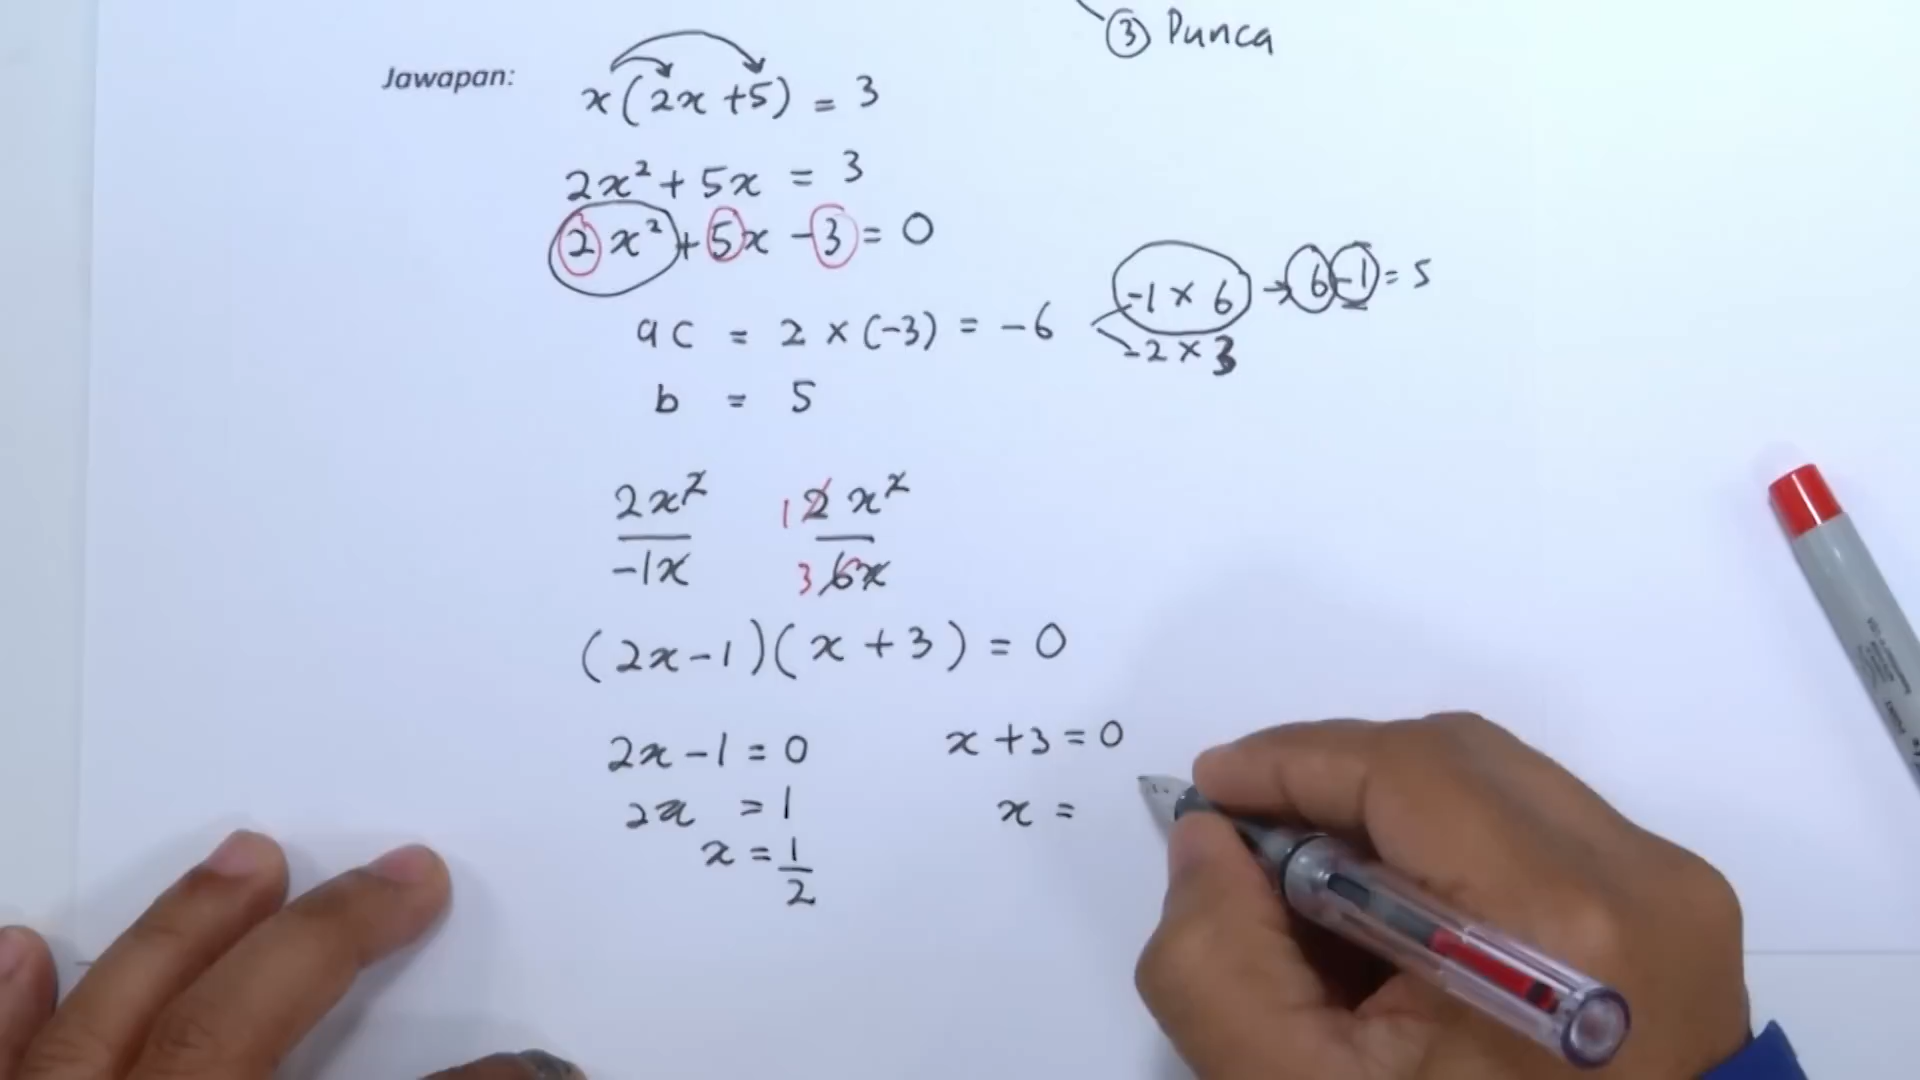 ③ Punca
Jawapan: x(2x+5) = 3
2x² + 5x = 3
2x² + 5x - 3 = 0
-1 × 6 → 6 -1 = 5
ac = 2 × (-3) = -6
-2 × 3
b = 5
2x² 1 2x²
-1x 3 6x
(2x-1)(x+3) = 0
2x-1 = 0 x+3 = 0
2x = 1 x =
x = 1/2